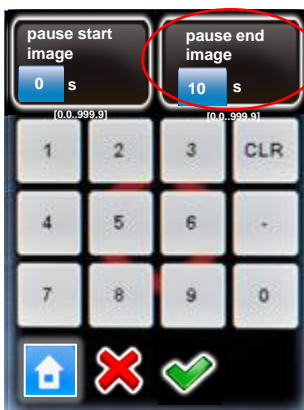 pause start
image
0 s
[0.0..999.9]
pause end
image
10 s
[0.0..999.9]
1 2 3 CLR
4 5 6 -
7 8 9 0